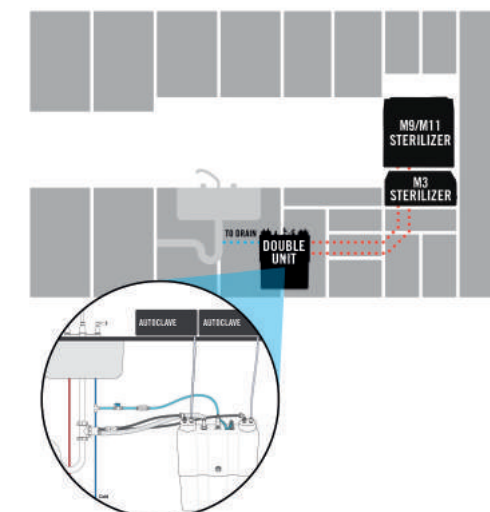 M9/M11
STERILIZER
M3
STERILIZER
TO DRAIN
DOUBLE
UNIT
AUTOCLAVE
AUTOCLAVE
Cold